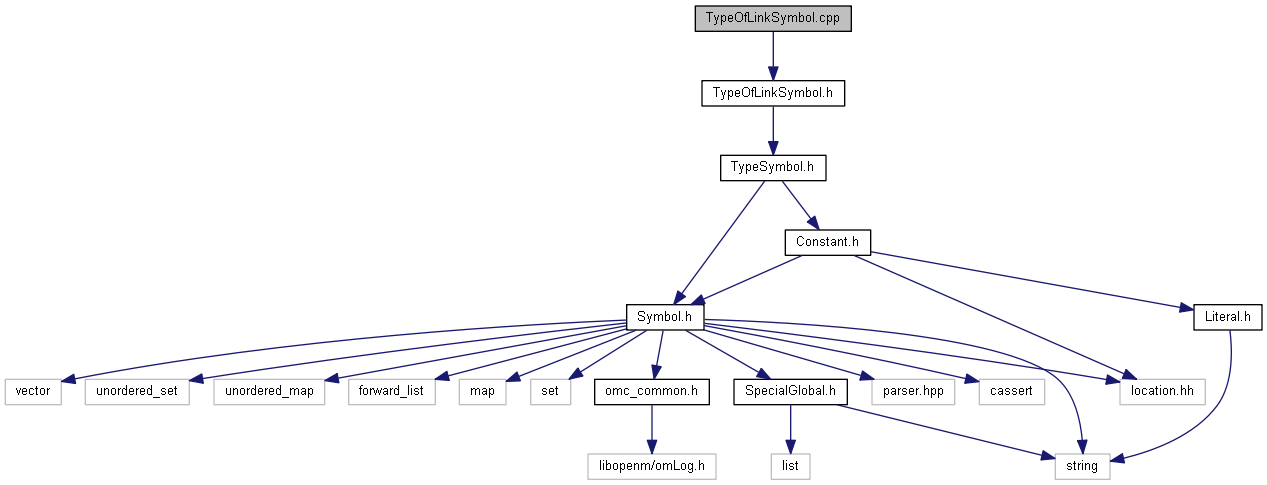 TypeOfLinkSymbol.cpp
TypeOfLinkSymbol.h
TypeSymbol.h
Constant.h
Symbol.h
Literal.h
vector
unordered_set
unordered_map
forward_list
map
set
omc_common.h
SpecialGlobal.h
parser.hpp
cassert
location.hh
libopenm/omLog.h
list
string